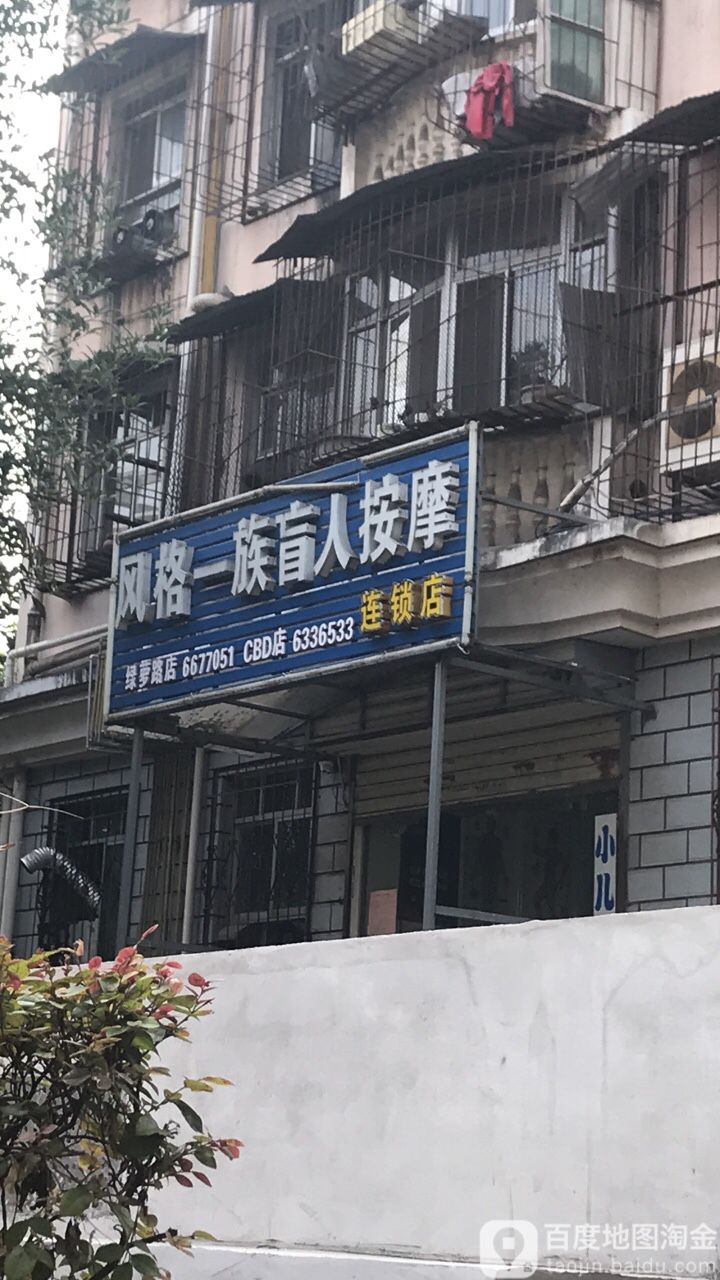 风格一族盲人按摩
连锁店
绿萝路店 6677051 CBD店 6336533
小儿
百度地图淘金
taojin.baidu.com